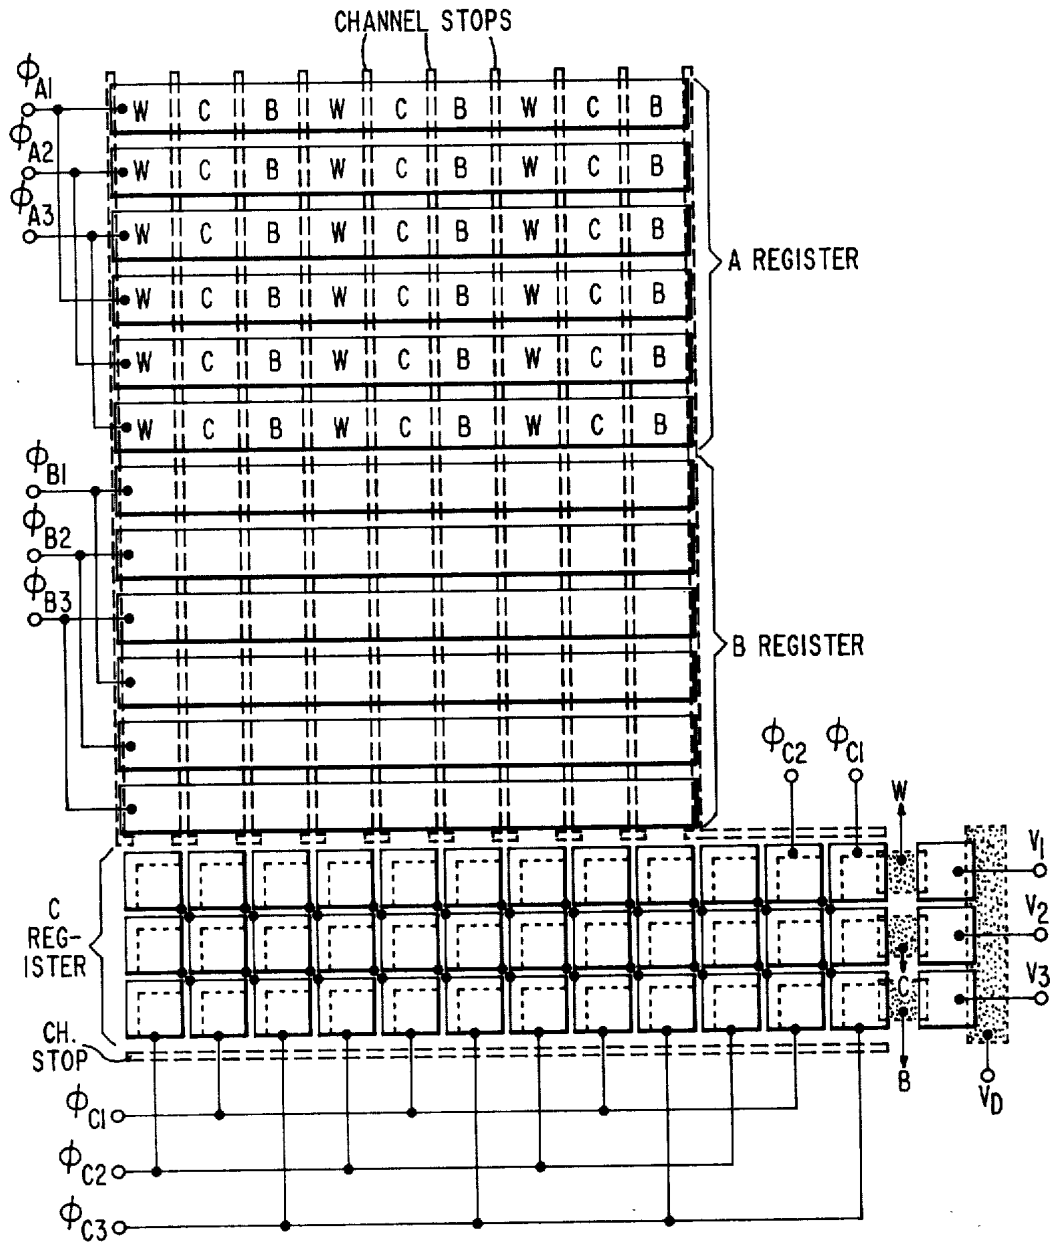 CHANNEL STOPS
ϕA1
W C B W C B W C B
ϕA2
W C B W C B W C B
ϕA3
W C B W C B W C B
A REGISTER
W C B W C B W C B
W C B W C B W C B
W C B W C B W C B
ϕB1
ϕB2
ϕB3
B REGISTER
ϕC2 ϕC1
W
V1
C
REG-
ISTER
V2
C
V3
CH.
STOP
B
VD
ϕC1
ϕC2
ϕC3